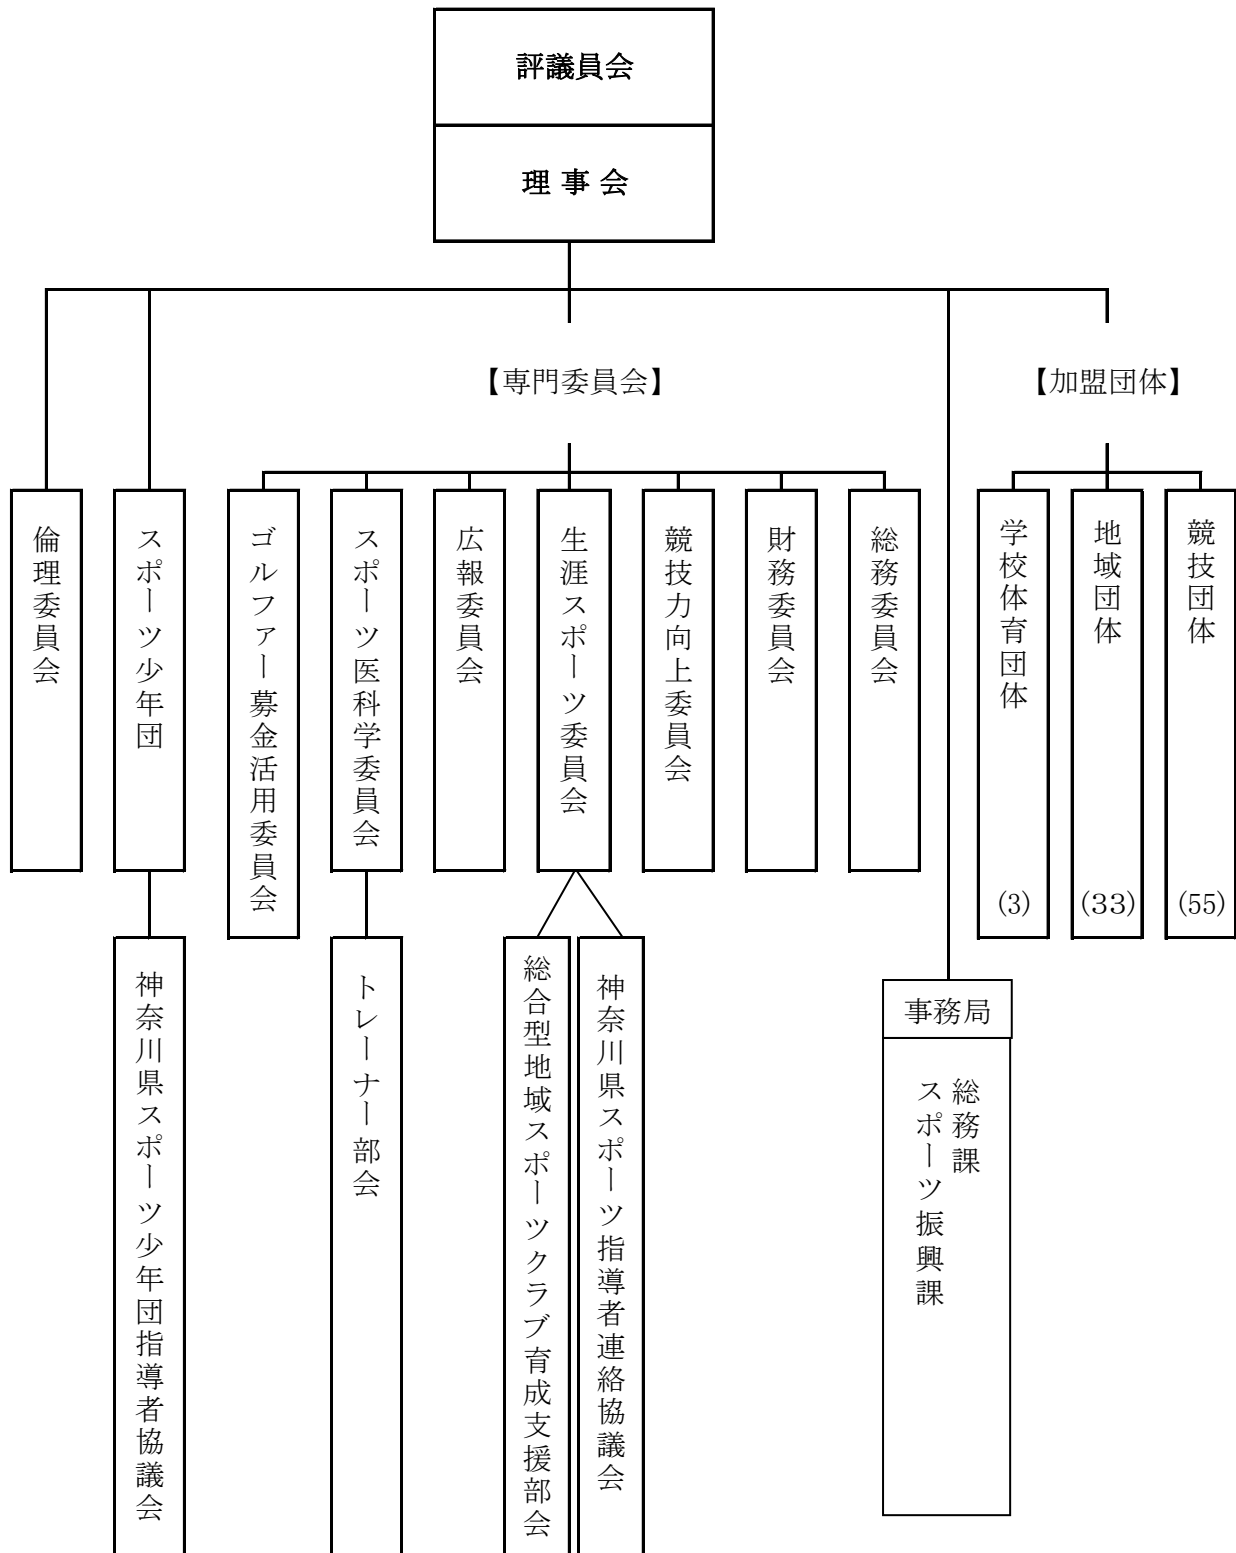 評議員会
理事会
【専門委員会】
【加盟団体】
倫理委員会
スポーツ少年団
ゴルファー募金活用委員会
スポーツ医科学委員会
広報委員会
生涯スポーツ委員会
競技力向上委員会
財務委員会
総務委員会
学校体育団体
(3)
地域団体
(33)
競技団体
(55)
神奈川県スポーツ少年団指導者協議会
トレーナー部会
総合型地域スポーツクラブ育成支援部会
神奈川県スポーツ指導者連絡協議会
事務局
総務課
スポーツ振興課